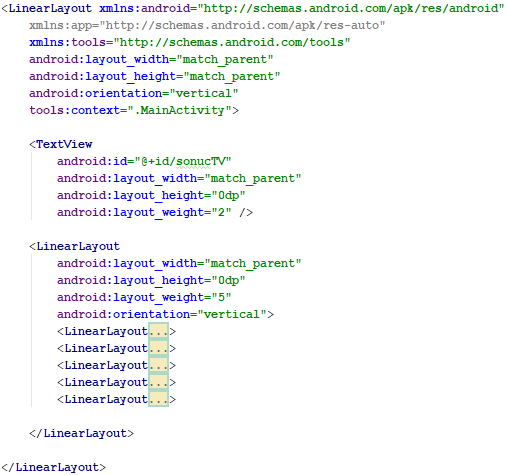 <LinearLayout xmlns:android="http://schemas.android.com/apk/res/android"
    xmlns:app="http://schemas.android.com/apk/res-auto"
    xmlns:tools="http://schemas.android.com/tools"
    android:layout_width="match_parent"
    android:layout_height="match_parent"
    android:orientation="vertical"
    tools:context=".MainActivity">

    <TextView
        android:id="@+id/sonucTV"
        android:layout_width="match_parent"
        android:layout_height="0dp"
        android:layout_weight="2" />

    <LinearLayout
        android:layout_width="match_parent"
        android:layout_height="0dp"
        android:layout_weight="5"
        android:orientation="vertical">
        <LinearLayout...>
        <LinearLayout...>
        <LinearLayout...>
        <LinearLayout...>
        <LinearLayout...>

    </LinearLayout>

</LinearLayout>